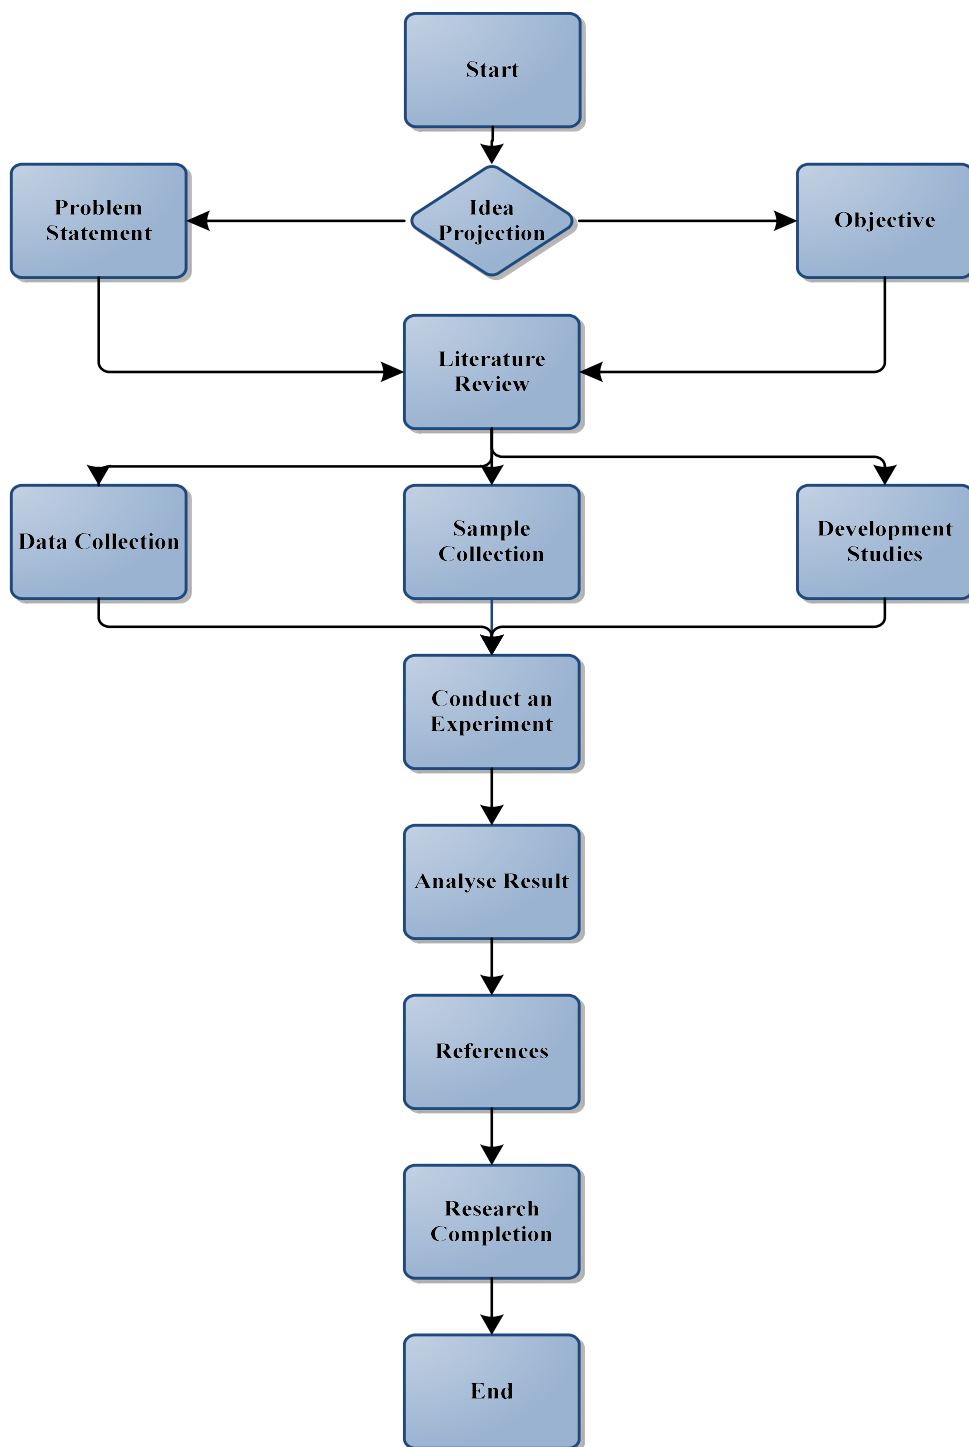 Start
Idea
Projection
Problem
Statement
Objective
Literature
Review
Data Collection
Sample
Collection
Development
Studies
Conduct an
Experiment
Analyse Result
References
Research
Completion
End